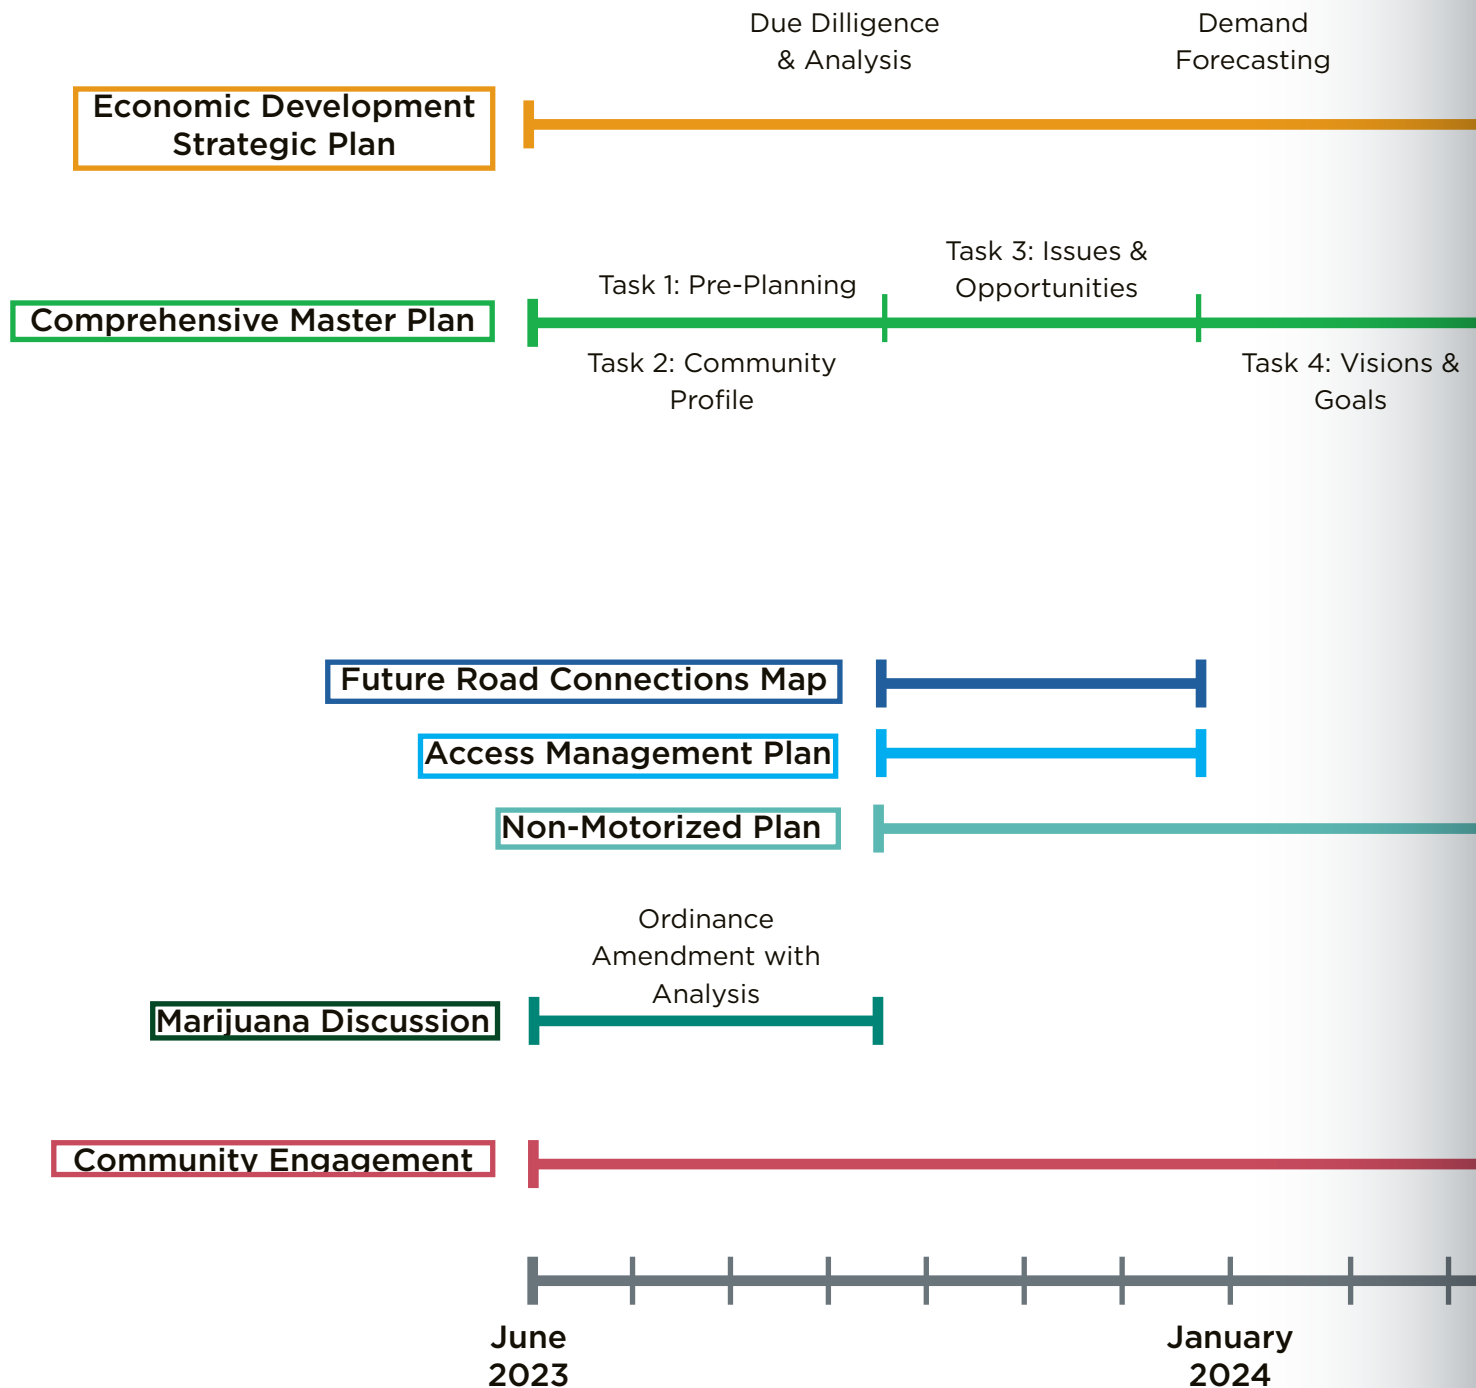 Due Dilligence
& Analysis
Demand
Forecasting
Economic Development
Strategic Plan
Task 1: Pre-Planning
Task 3: Issues &
Opportunities
Comprehensive Master Plan
Task 2: Community
Profile
Task 4: Visions &
Goals
Future Road Connections Map
Access Management Plan
Non-Motorized Plan
Ordinance
Amendment with
Analysis
Marijuana Discussion
Community Engagement
June
2023
January
2024